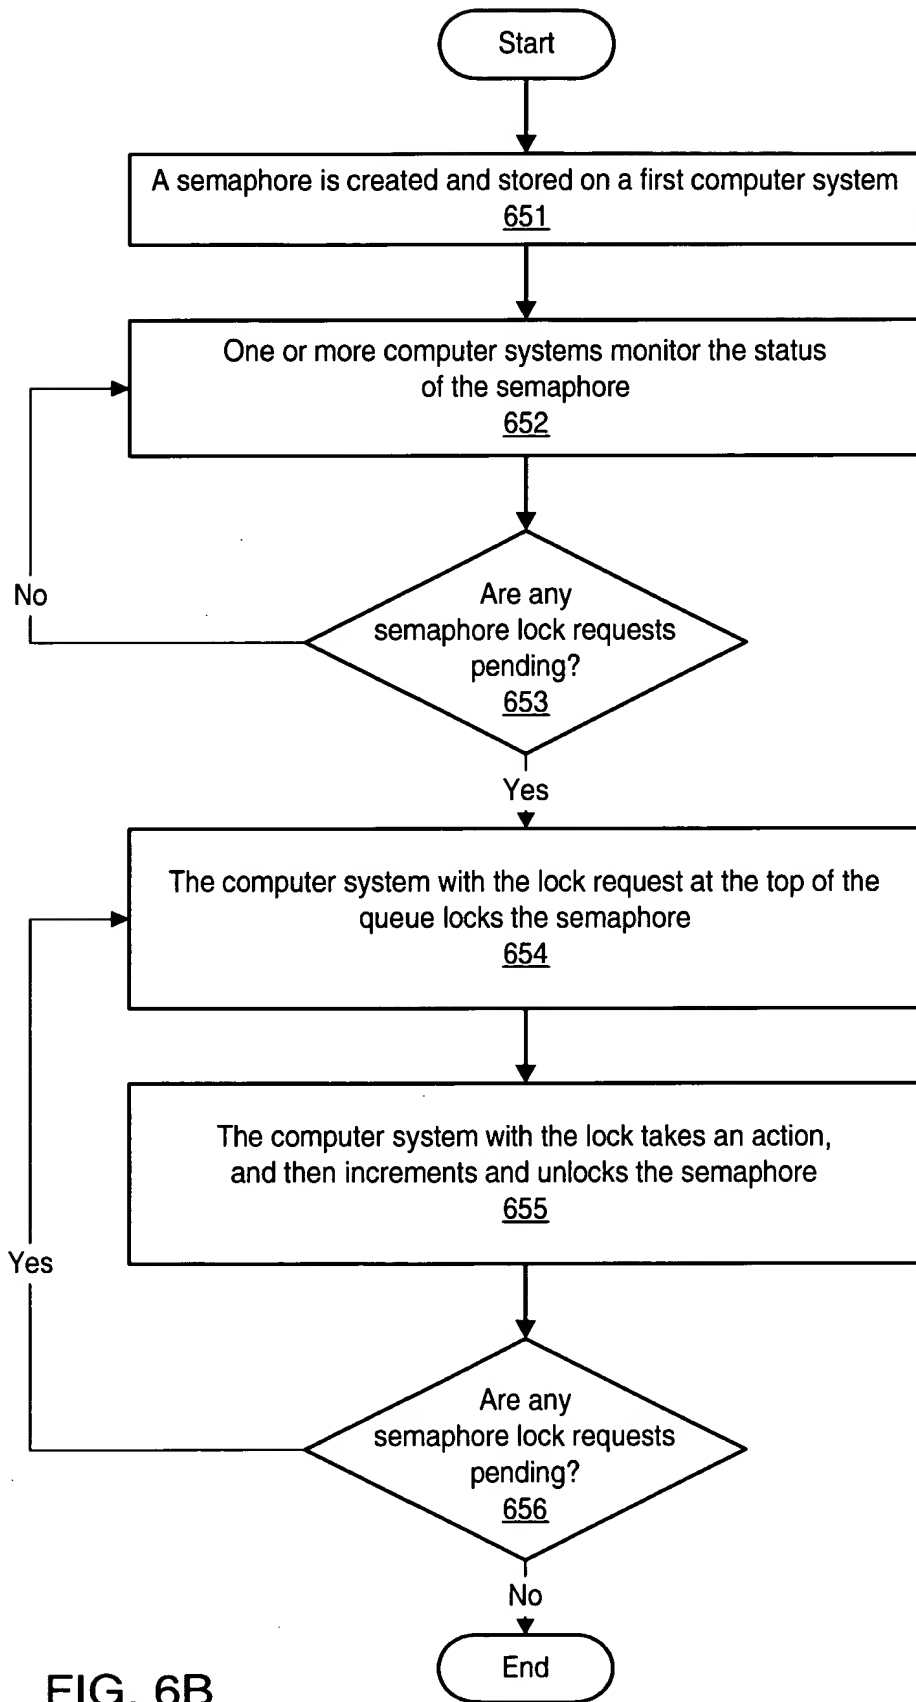 Start
A semaphore is created and stored on a first computer system
651
One or more computer systems monitor the status
of the semaphore
652
No
Are any
semaphore lock requests
pending?
653
Yes
The computer system with the lock request at the top of the
queue locks the semaphore
654
The computer system with the lock takes an action,
and then increments and unlocks the semaphore
655
Yes
Are any
semaphore lock requests
pending?
656
No
End
FIG. 6B